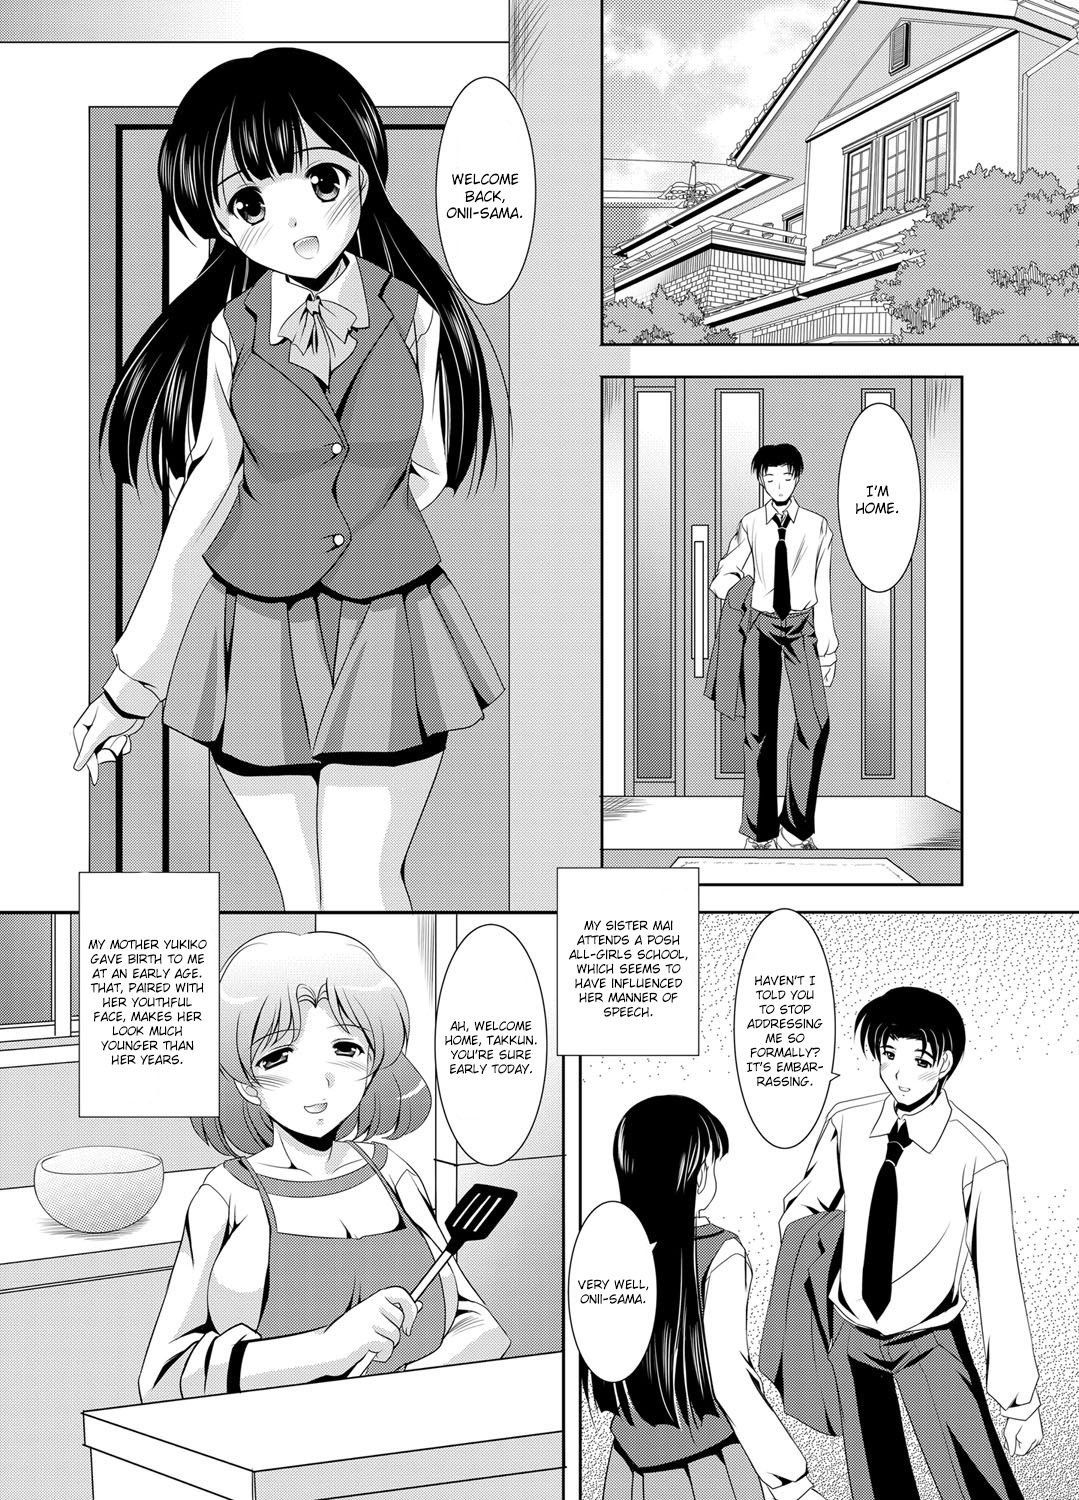 I'M
HOME.
WELCOME
BACK,
ONII-SAMA.
HAVEN'T I
TOLD YOU
TO STOP
ADDRESSING
ME SO
FORMALLY?
IT'S EMBAR-
RASSING.
MY SISTER MAI
ATTENDS A POSH
ALL-GIRLS SCHOOL,
WHICH SEEMS TO
HAVE INFLUENCED
HER MANNER OF
SPEECH.
VERY WELL,
ONII-SAMA.
AH, WELCOME
HOME, TAKKUN.
YOU'RE SURE
EARLY TODAY.
MY MOTHER YUKIKO
GAVE BIRTH TO ME
AT AN EARLY AGE.
THAT, PAIRED WITH
HER YOUTHFUL
FACE, MAKES HER
LOOK MUCH
YOUNGER THAN
HER YEARS.